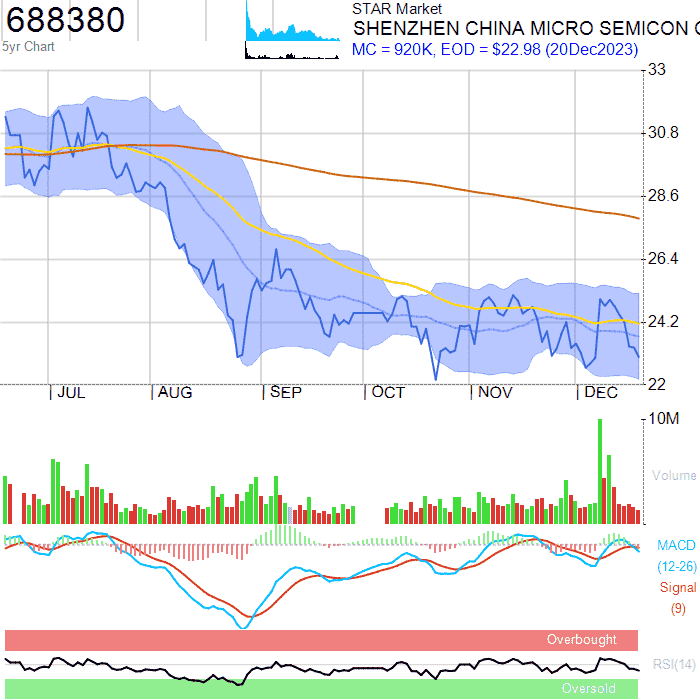 688380
STAR Market
SHENZHEN CHINA MICRO SEMICON C
5yr Chart
MC = 920K, EOD = $22.98 (20Dec2023)
33
30.8
28.6
26.4
24.2
22
JUL AUG SEP OCT NOV DEC
10M
Volume
MACD
(12-26)
Signal
(9)
Overbought
RSI(14)
Oversold